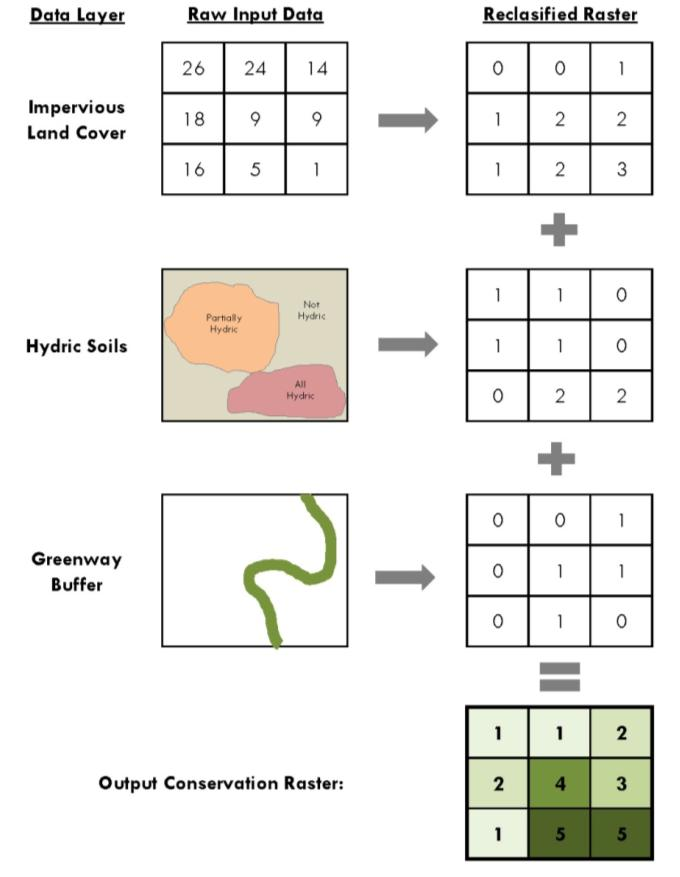 Data Layer Raw Input Data Reclasified Raster
26 24 14 0 0 1
Impervious
Land Cover
18 9 9 1 2 2
16 5 1 1 2 3
Partially
Hydric
Not
Hydric
1 1 0
Hydric Soils
1 1 0
All
Hydric
0 2 2
0 0 1
Greenway
Buffer
0 1 1
0 1 0
1 1 2
Output Conservation Raster:
2 4 3
1 5 5